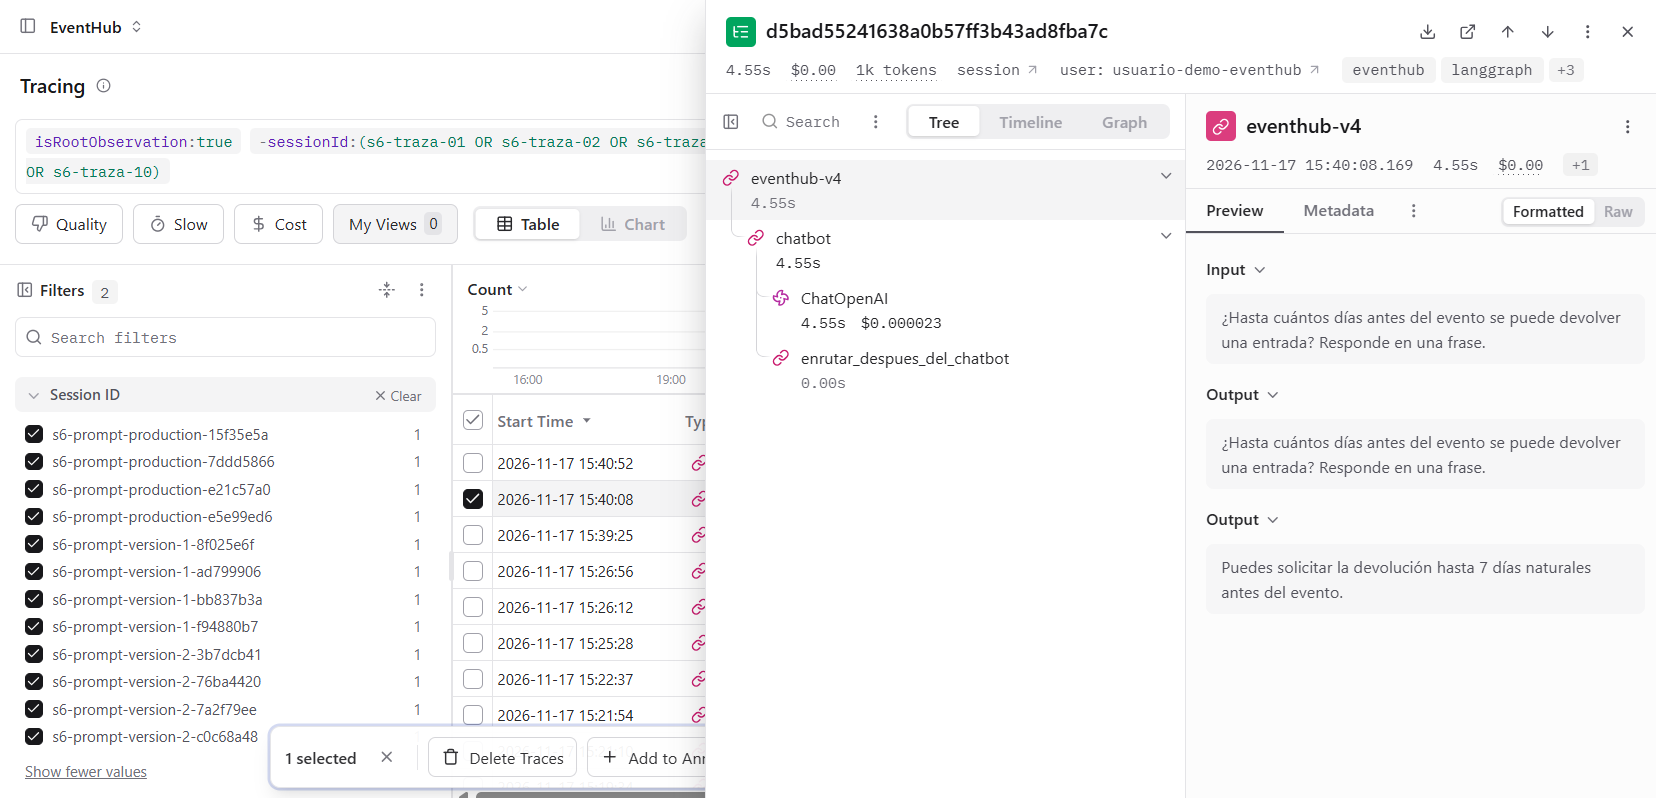 EventHub
Tracing
isRootObservation:true -sessionId:(s6-traza-01 OR s6-traza-02 OR s6-traza
OR s6-traza-10)
Quality
Slow
Cost
My Views 0
Table
Chart
Filters 2
Search filters
Session ID
Clear
s6-prompt-production-15f35e5a 1
s6-prompt-production-7ddd5866 1
s6-prompt-production-e21c57a0 1
s6-prompt-production-e5e99ed6 1
s6-prompt-version-1-8f025e6f 1
s6-prompt-version-1-ad799906 1
s6-prompt-version-1-bb837b3a 1
s6-prompt-version-1-f94880b7 1
s6-prompt-version-2-3b7dcb41 1
s6-prompt-version-2-76ba4420 1
s6-prompt-version-2-7a2f79ee 1
s6-prompt-version-2-c0c68a48
Show fewer values
Count
5
2
0.5
16:00 19:00
Start Time Typ
2026-11-17 15:40:52
2026-11-17 15:40:08
2026-11-17 15:39:25
2026-11-17 15:26:56
2026-11-17 15:26:12
2026-11-17 15:25:28
2026-11-17 15:22:37
2026-11-17 15:21:54
1 selected
Delete Traces
Add to Ann
d5bad55241638a0b57ff3b43ad8fba7c
4.55s $0.00 1k tokens session user: usuario-demo-eventhub eventhub langgraph +3
Search
Tree
Timeline
Graph
eventhub-v4
4.55s
chatbot
4.55s
ChatOpenAI
4.55s $0.000023
enrutar_despues_del_chatbot
0.00s
eventhub-v4
2026-11-17 15:40:08.169 4.55s $0.00 +1
Preview
Metadata
Formatted
Raw
Input
¿Hasta cuántos días antes del evento se puede devolver
una entrada? Responde en una frase.
Output
¿Hasta cuántos días antes del evento se puede devolver
una entrada? Responde en una frase.
Output
Puedes solicitar la devolución hasta 7 días naturales
antes del evento.